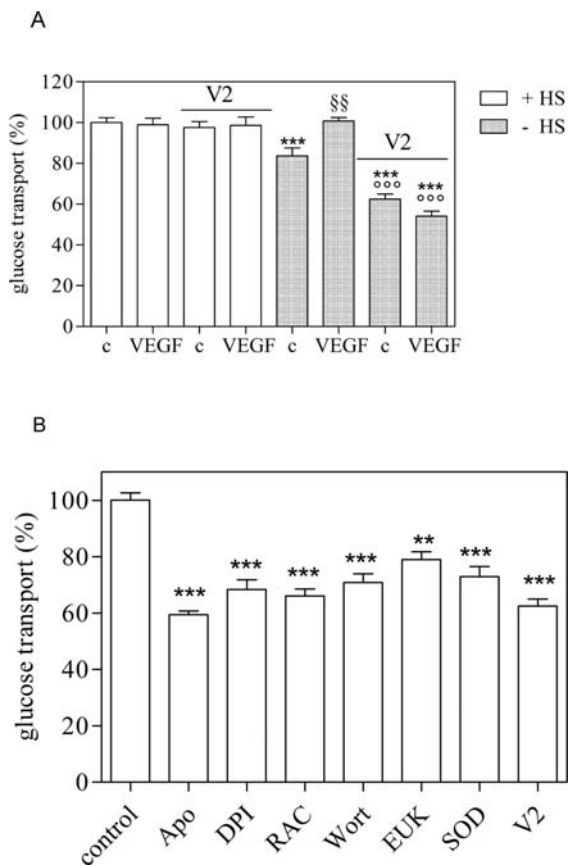 A
V2
+ HS
- HS
§§
***
V2
***
°°°
***
°°°
glucose transport (%)
120
100
80
60
40
20
0
c VEGF c VEGF c VEGF c VEGF
B
glucose transport (%)
100
80
60
40
20
0
*** *** *** *** ** *** ***
control Apo DPI RAC Wort EUK SOD V2